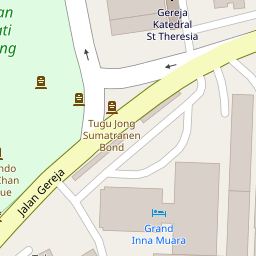 Gereja
Katedral
St Theresia
Tugu Jong
Sumatranen
Bond
Jalan Gereja
Grand
Inna Muara